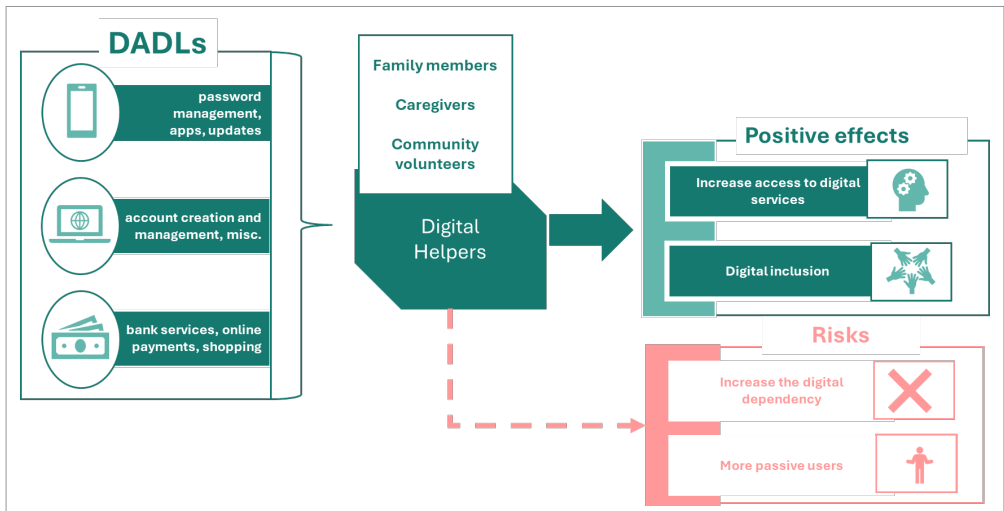 DADLs
password
management,
apps, updates
account creation and
management, misc.
bank services, online
payments, shopping
Family members
Caregivers
Community
volunteers
Digital
Helpers
Positive effects
Increase access to digital
services
Digital inclusion
Risks
Increase the digital
dependency
More passive users